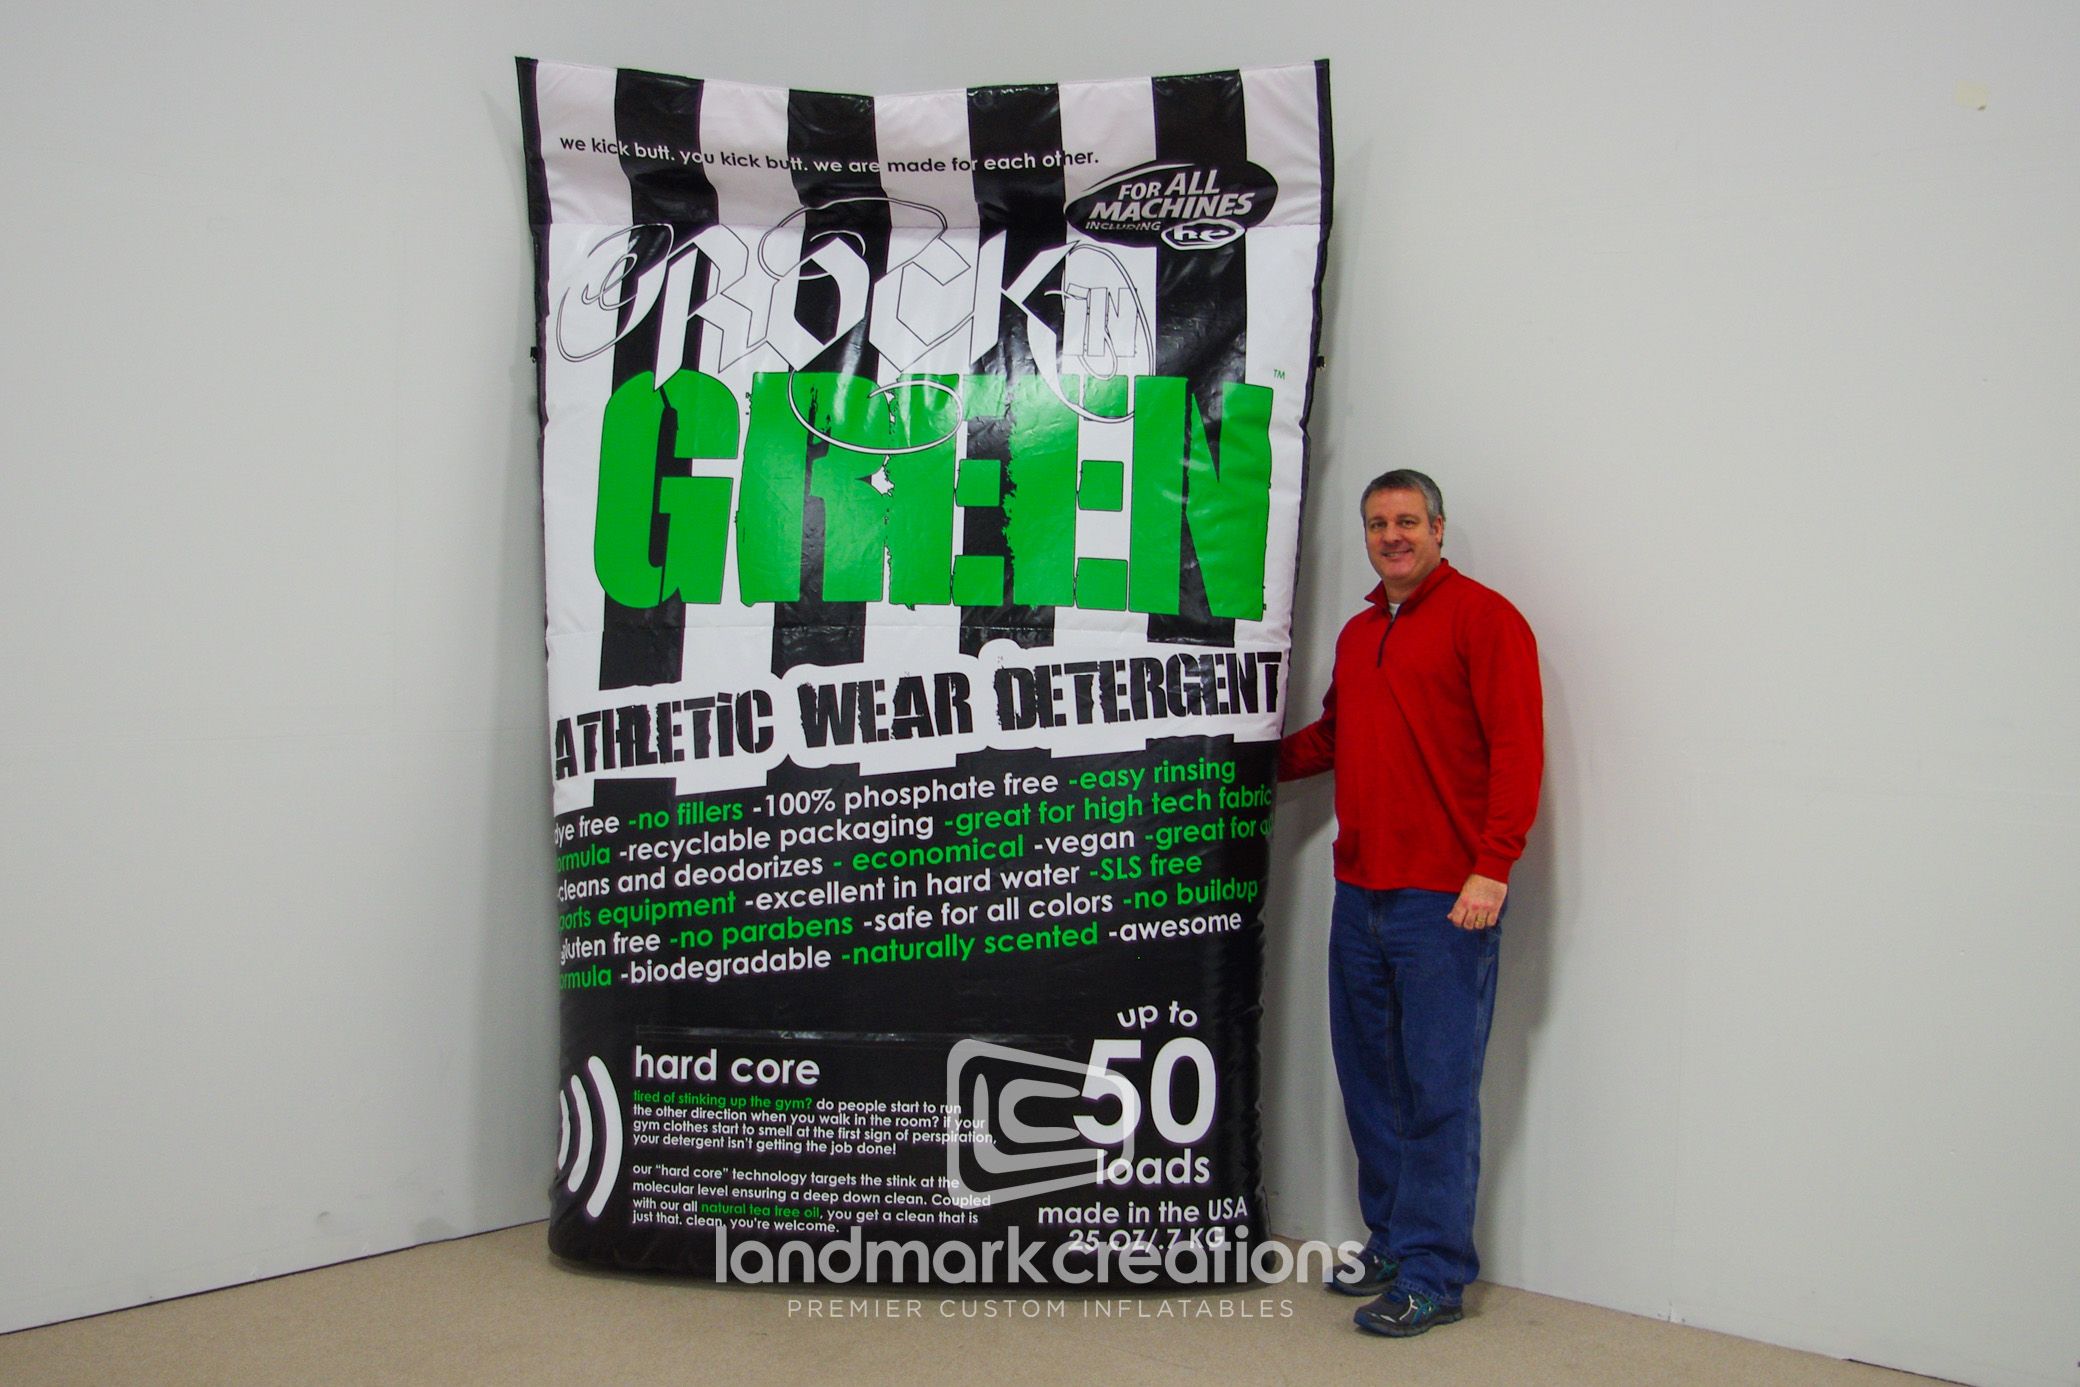 we kick butt. you kick butt. we are made for each other.
FOR ALL
MACHINES
INCLUDING he
ROCK
IN
GREEN™
ATHLETIC WEAR DETERGENT
dye free -no fillers -100% phosphate free -easy rinsing
-recyclable packaging -great for high tech fabric
-cleans and deodorizes - economical -vegan -great for
equipment -excellent in hard water -SLS free
gluten free -no parabens -safe for all colors -no buildup
-biodegradable -naturally scented -awesome
up to
50
loads
made in the USA
25 OZ/.7 KG
hard core
tired of stinking up the gym? do people start to run
the other direction when you walk in the room? if your
gym clothes start to smell at the first sign of perspiration,
your detergent isn't getting the job done!
our "hard core" technology targets the stink at the
molecular level ensuring a deep down clean. Coupled
with our all natural tea tree oil, you get a clean that is
just that. clean. you're welcome.
landmarkcreations
PREMIER CUSTOM INFLATABLES